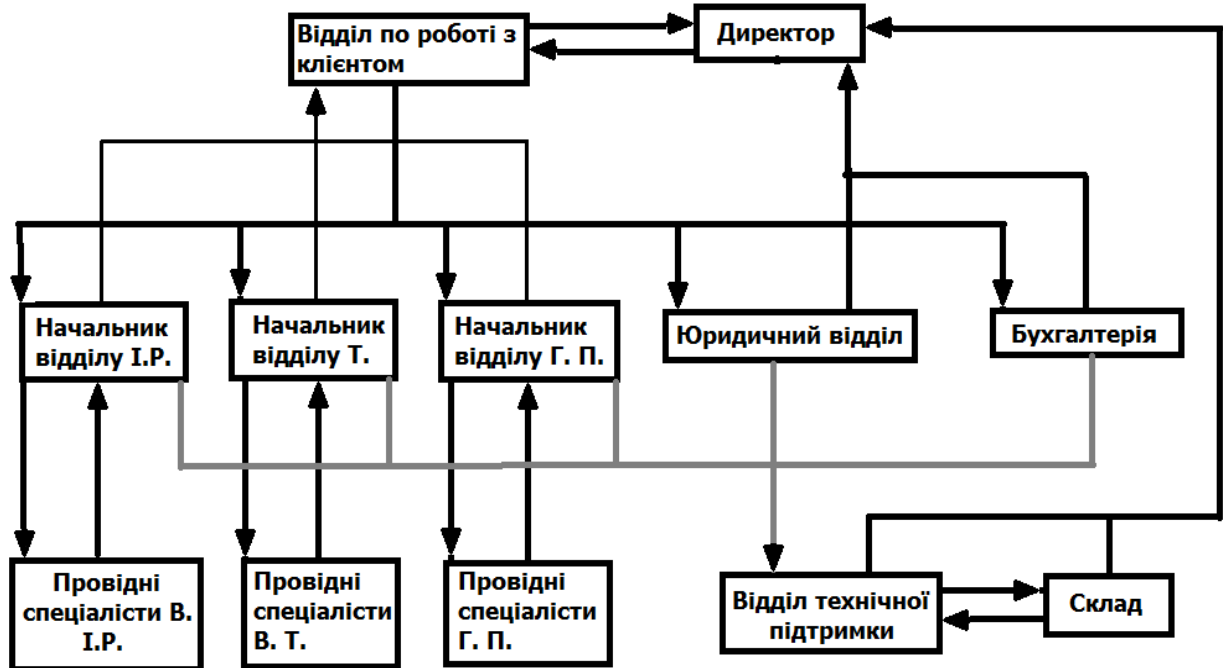 Відділ по роботі з
клієнтом
Директор
Начальник
відділу І.Р.
Начальник
відділу Т.
Начальник
відділу Г. П.
Юридичний відділ
Бухгалтерія
Провідні
спеціалісти В.
І.Р.
Провідні
спеціалісти
В. Т.
Провідні
спеціалісти
Г. П.
Відділ технічної
підтримки
Склад